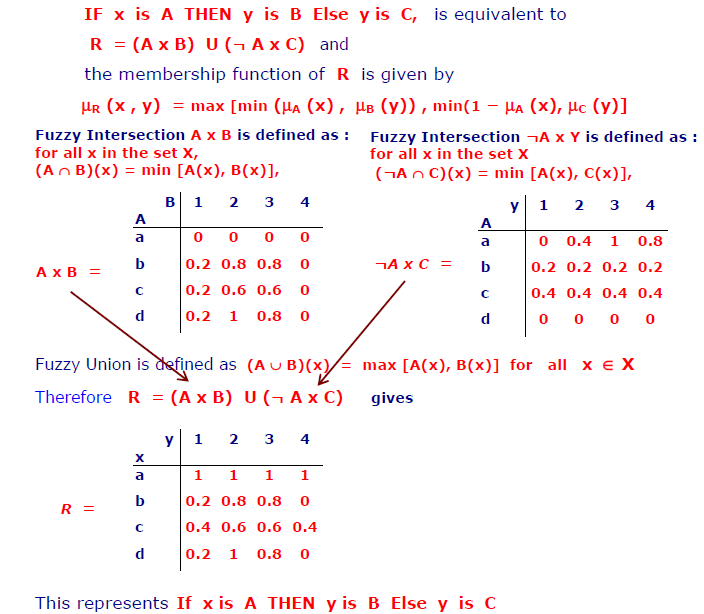 IF x is A THEN y is B Else y is C, is equivalent to
R = (A x B) U (¬ A x C) and
the membership function of R is given by
μR (x , y) = max [min (μA (x) , μB (y)) , min(1 − μA (x), μC (y)]
Fuzzy Intersection A x B is defined as :
for all x in the set X,
(A ∩ B)(x) = min [A(x), B(x)],
Fuzzy Intersection ¬A x Y is defined as :
for all x in the set X
(¬A ∩ C)(x) = min [A(x), C(x)],
A x B =
B 1 2 3 4
A
a 0 0 0 0
b 0.2 0.8 0.8 0
c 0.2 0.6 0.6 0
d 0.2 1 0.8 0
¬A x C =
y 1 2 3 4
A
a 0 0.4 1 0.8
b 0.2 0.2 0.2 0.2
c 0.4 0.4 0.4 0.4
d 0 0 0 0
Fuzzy Union is defined as (A ∪ B)(x) = max [A(x), B(x)] for all x ∈ X
Therefore R = (A x B) U (¬ A x C) gives
R =
y 1 2 3 4
x
a 1 1 1 1
b 0.2 0.8 0.8 0
c 0.4 0.6 0.6 0.4
d 0.2 1 0.8 0
This represents If x is A THEN y is B Else y is C